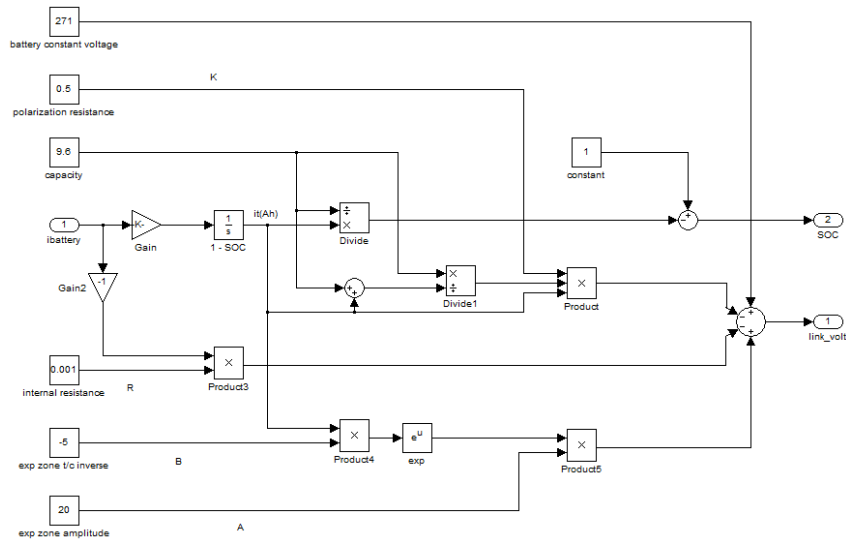 271
battery constant voltage
K
0.5
polarization resistance
9.6
capacity
1
constant
1
ibattery
K-
Gain
1
s
1 - SOC
it(Ah)
÷
×
Divide
+
−
2
SOC
-1
Gain2
+
+
×
÷
Divide1
×
Product
+
−
−
+
1
link_volt
0.001
internal resistance
R
×
Product3
-5
exp zone t/c inverse
B
×
Product4
eu
exp
×
Product5
20
exp zone amplitude
A